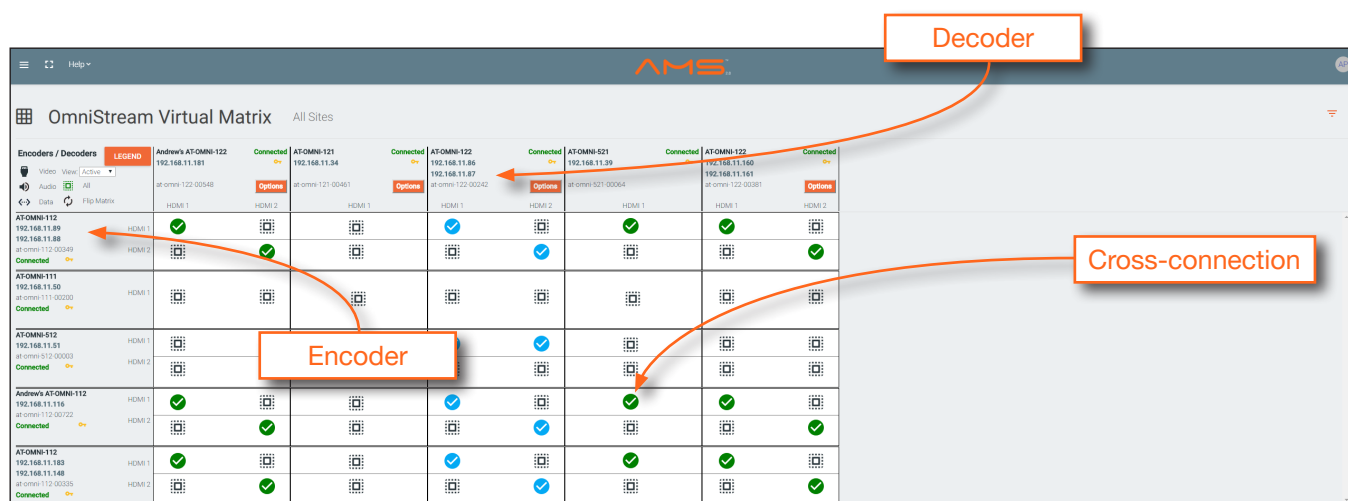 Decoder
Help
AMS
AP
OmniStream Virtual Matrix All Sites
Encoders / Decoders LEGEND
Video View: Active
Audio All
Data Flip Matrix
Andrew's AT-OMNI-122 Connected
192.168.11.181
at-omni-122-00548 Options
HDMI 1 HDMI 2
AT-OMNI-121 Connected
192.168.11.34
at-omni-121-00461 Options
HDMI 1
AT-OMNI-122 Connected
192.168.11.86
192.168.11.87
at-omni-122-00242 Options
HDMI 1 HDMI 2
AT-OMNI-521 Connected
192.168.11.39
at-omni-521-00064
HDMI 1
AT-OMNI-122 Connected
192.168.11.160
192.168.11.161
at-omni-122-00381 Options
HDMI 1 HDMI 2
AT-OMNI-112
192.168.11.89 HDMI 1
192.168.11.88
at-omni-112-00349 HDMI 2
Connected
Cross-connection
AT-OMNI-111
192.168.11.50 HDMI 1
at-omni-111-00200
Connected
AT-OMNI-512
192.168.11.51 HDMI 1
at-omni-512-00003 HDMI 2
Connected
Encoder
Andrew's AT-OMNI-112
192.168.11.116 HDMI 1
at-omni-112-00722
Connected HDMI 2
AT-OMNI-112
192.168.11.183 HDMI 1
192.168.11.148
at-omni-112-00335 HDMI 2
Connected